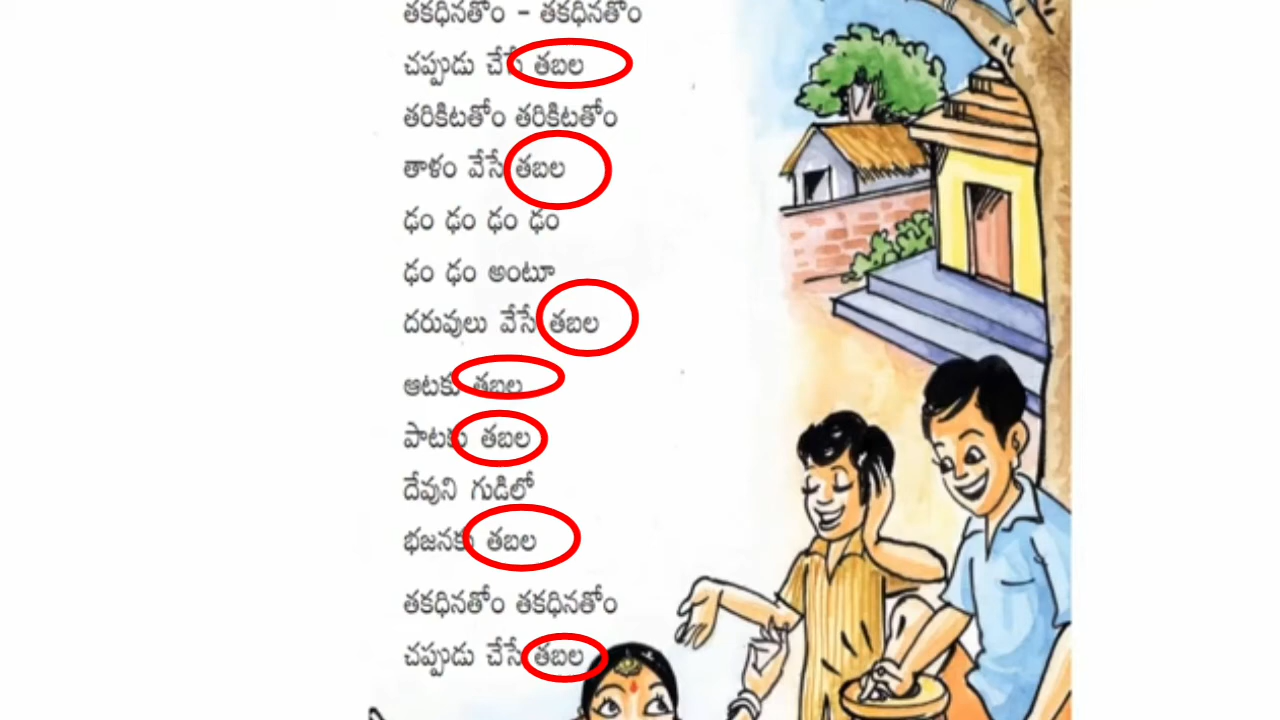 తకధినతోం - తకధినతోం
చప్పుడు చేసే తబల
తరికిటతోం తరికిటతోం
తాళం వేసే తబల
ఢం ఢం ఢం ఢం
ఢం ఢం అంటూ
దరువులు వేసే తబల
ఆటకు తబల
పాటకు తబల
దేవుని గుడిలో
భజనకు తబల
తకధినతోం తకధినతోం
చప్పుడు చేసే తబల